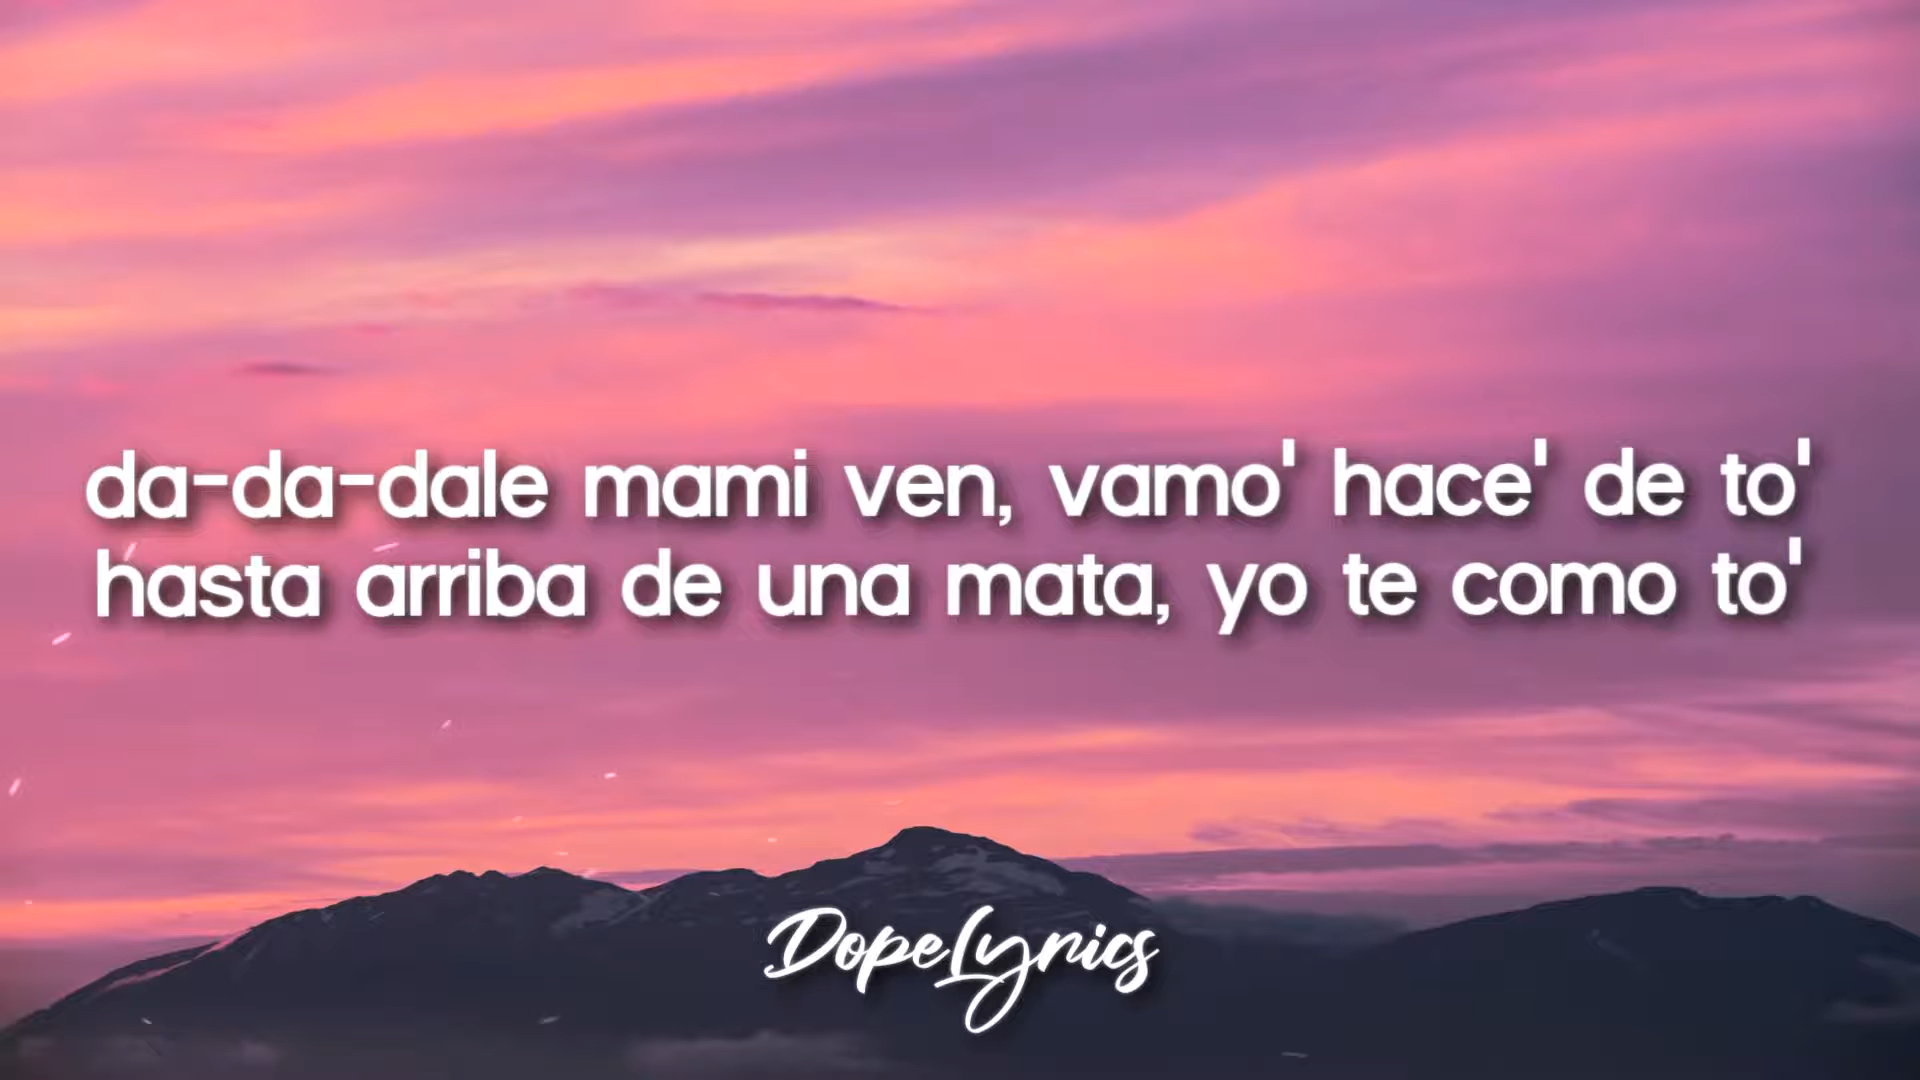 da-da-dale mami ven, vamo' hace' de to'
hasta arriba de una mata, yo te como to'
DopeLyrics